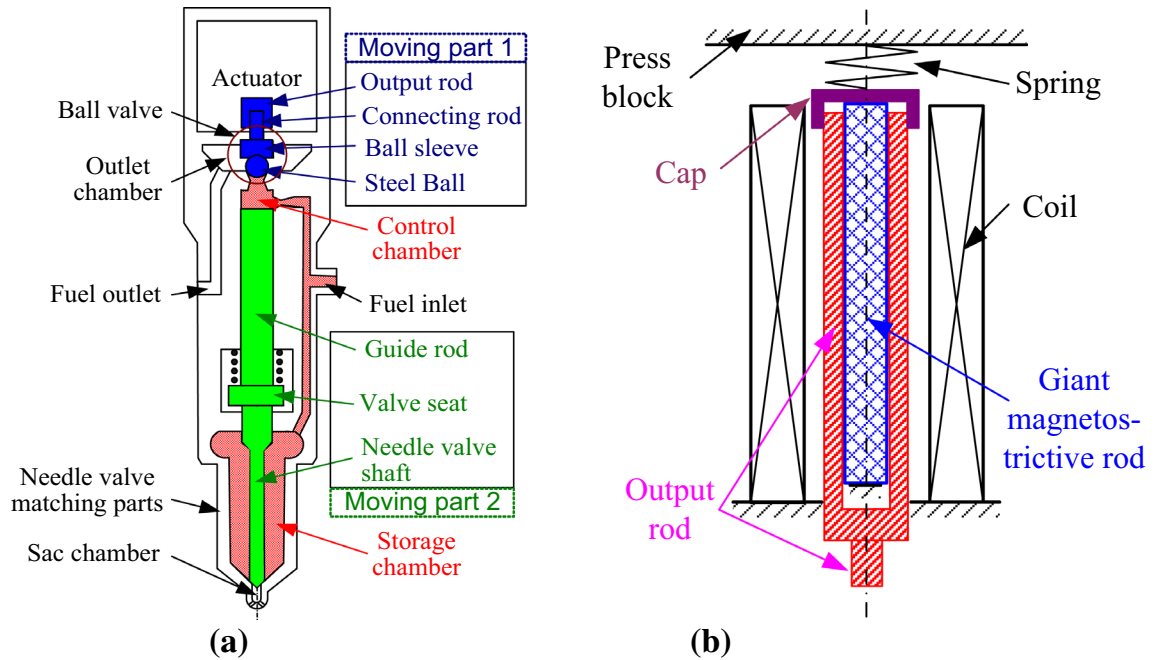 Moving part 1
Actuator
Output rod
Connecting rod
Ball valve
Ball sleeve
Outlet
chamber
Steel Ball
Control
chamber
Fuel outlet
Fuel inlet
Guide rod
Valve seat
Needle valve
shaft
Needle valve
matching parts
Moving part 2
Sac chamber
Storage
chamber
(a)
Press
block
Spring
Cap
Coil
Giant
magnetos-
trictive rod
Output
rod
(b)